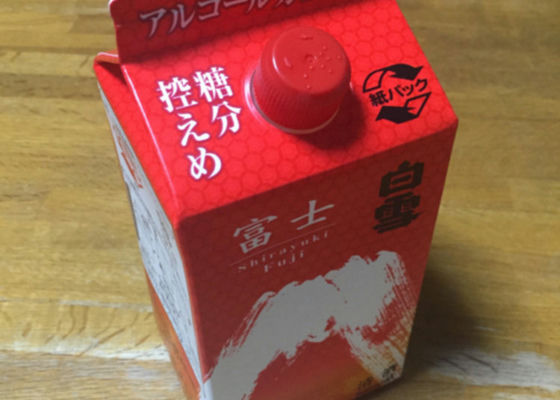 アルコール
糖分
控えめ
紙パック
白雪
富士
Shirayuki
Fuji